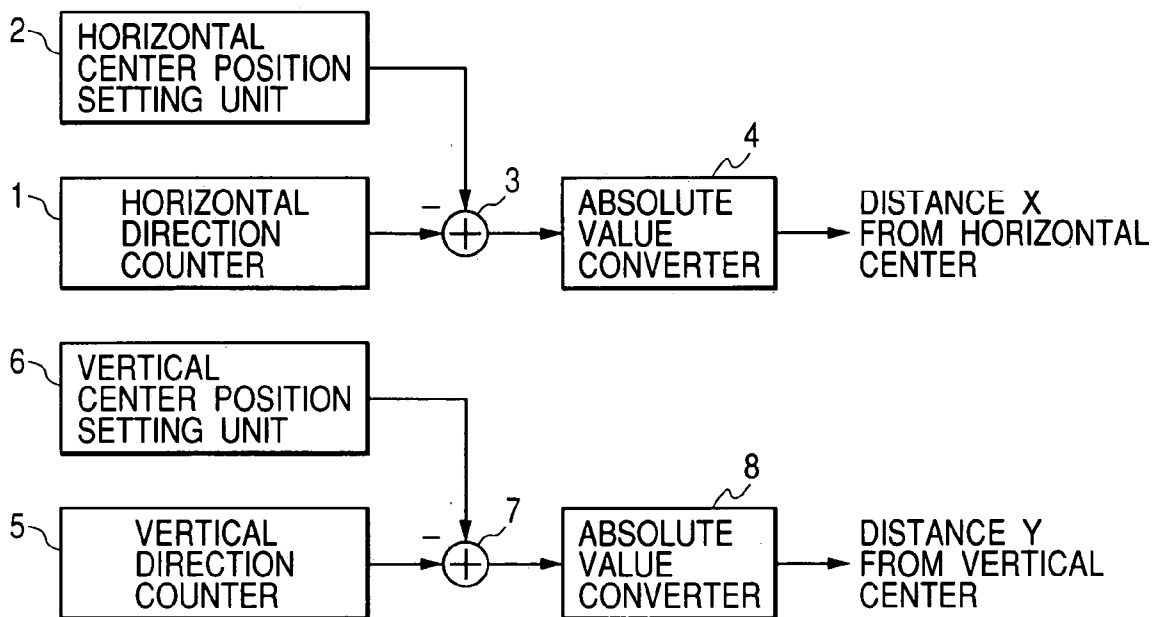 2
HORIZONTAL
CENTER POSITION
SETTING UNIT
1
HORIZONTAL
DIRECTION
COUNTER
−
+
3
4
ABSOLUTE
VALUE
CONVERTER
DISTANCE X
FROM HORIZONTAL
CENTER
6
VERTICAL
CENTER POSITION
SETTING UNIT
5
VERTICAL
DIRECTION
COUNTER
−
+
7
8
ABSOLUTE
VALUE
CONVERTER
DISTANCE Y
FROM VERTICAL
CENTER